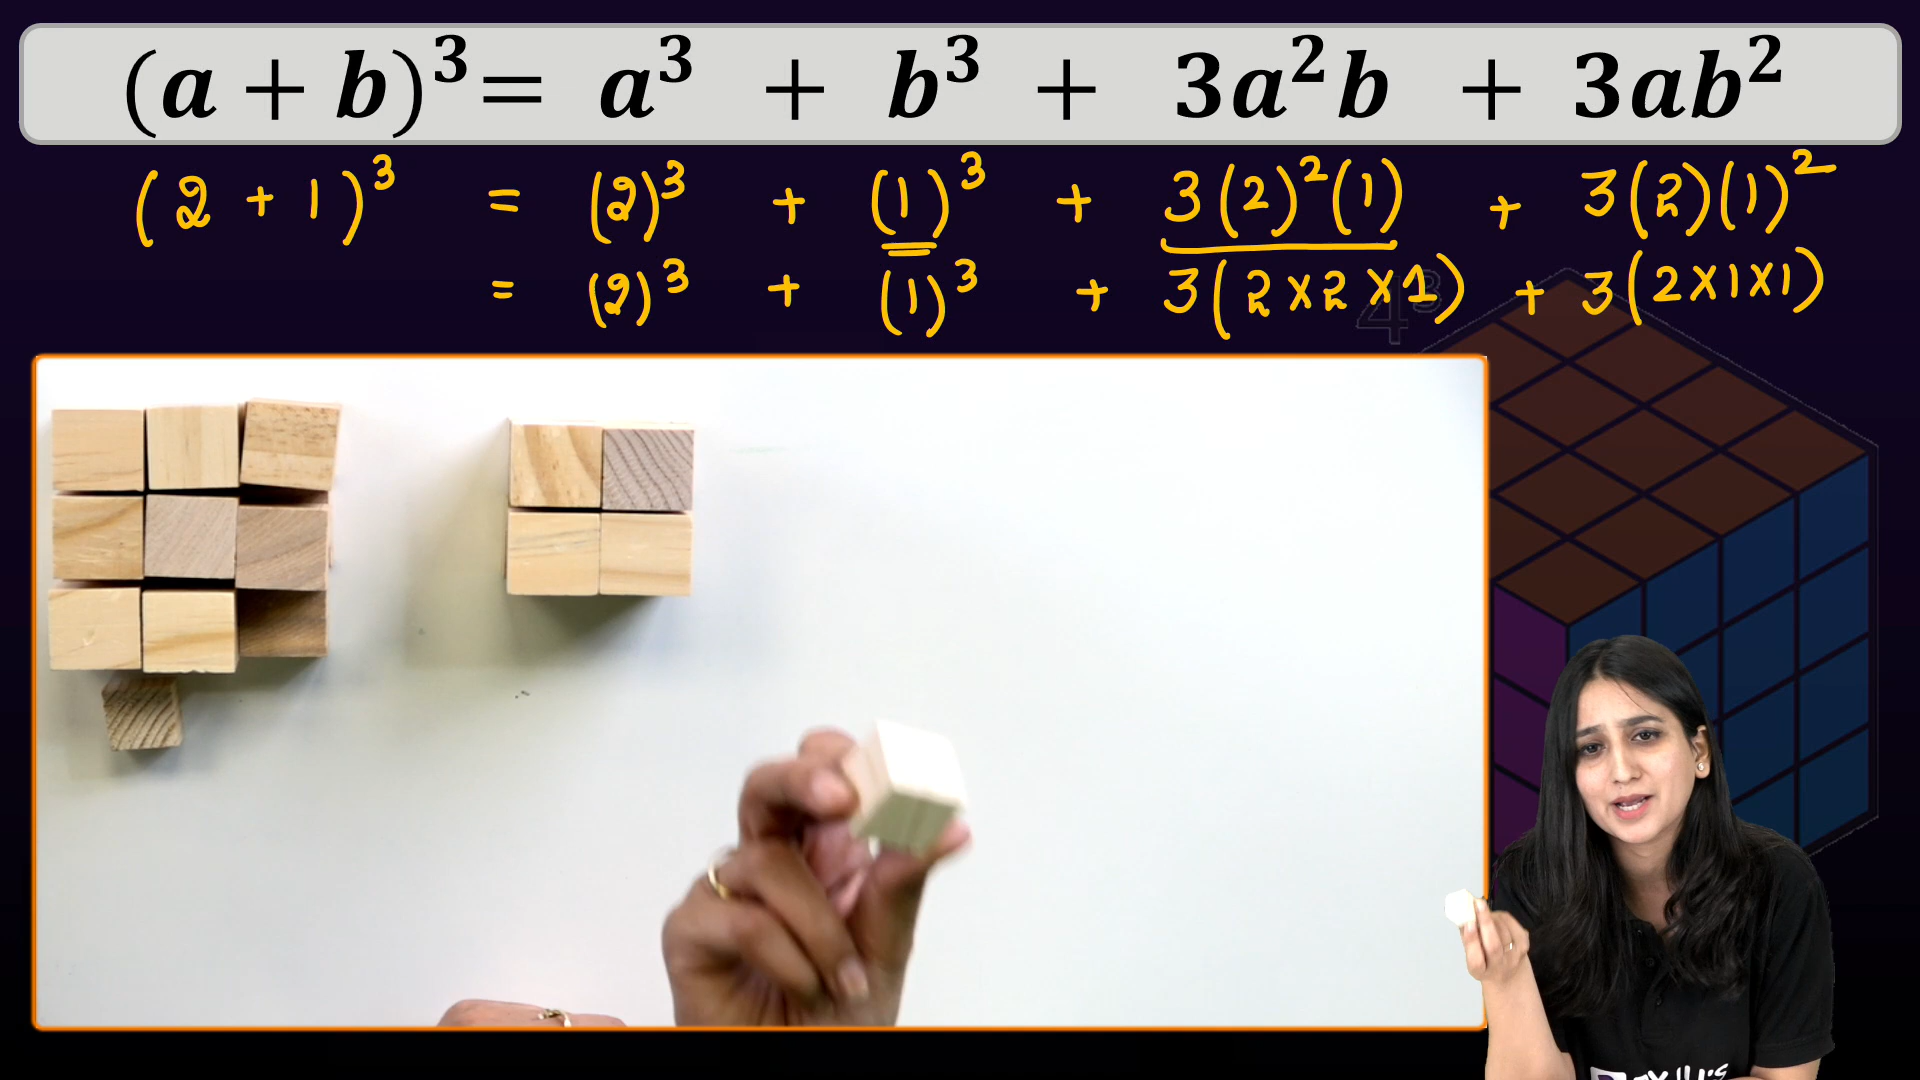 (a + b)³ = a³ + b³ + 3a²b + 3ab²
(2 + 1)³ = (2)³ + (1)³ + 3(2)²(1) + 3(2)(1)²
= (2)³ + (1)³ + 3(2×2×1) + 3(2×1×1)
4³